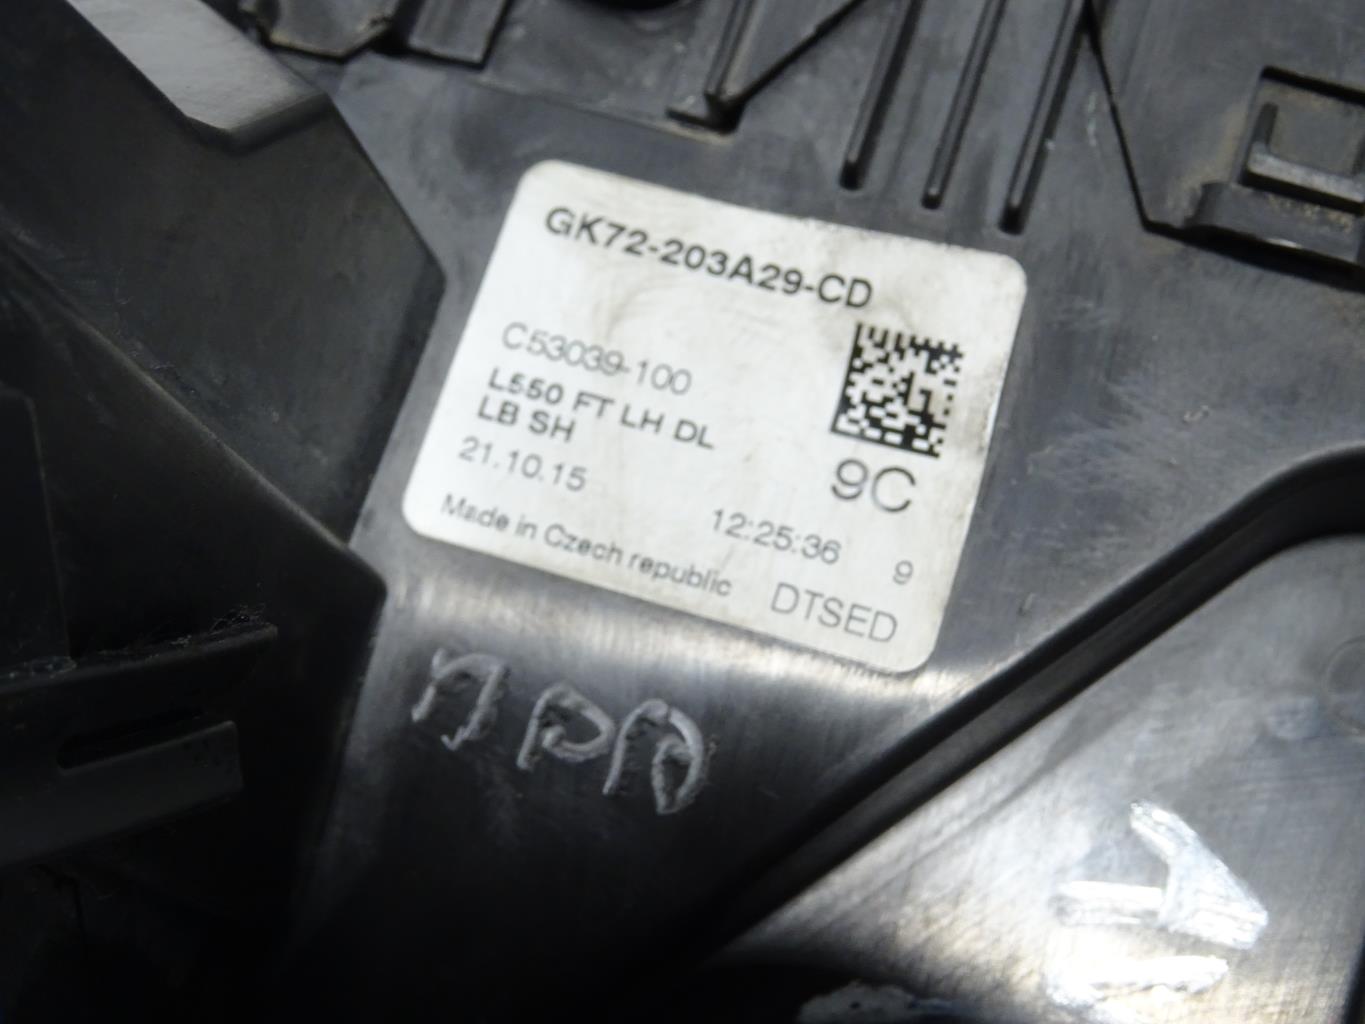 GK72-203A29-CD
C53039-100
L550 FT LH DL
LB SH
9C
21.10.15
12:25:36 9
Made in Czech republic DTSED